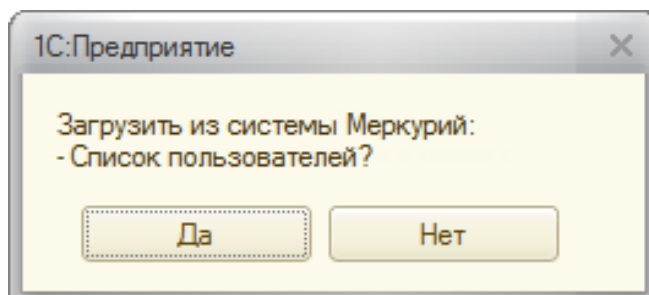 1С:Предприятие
Загрузить из системы Меркурий:
- Список пользователей?
Да
Нет